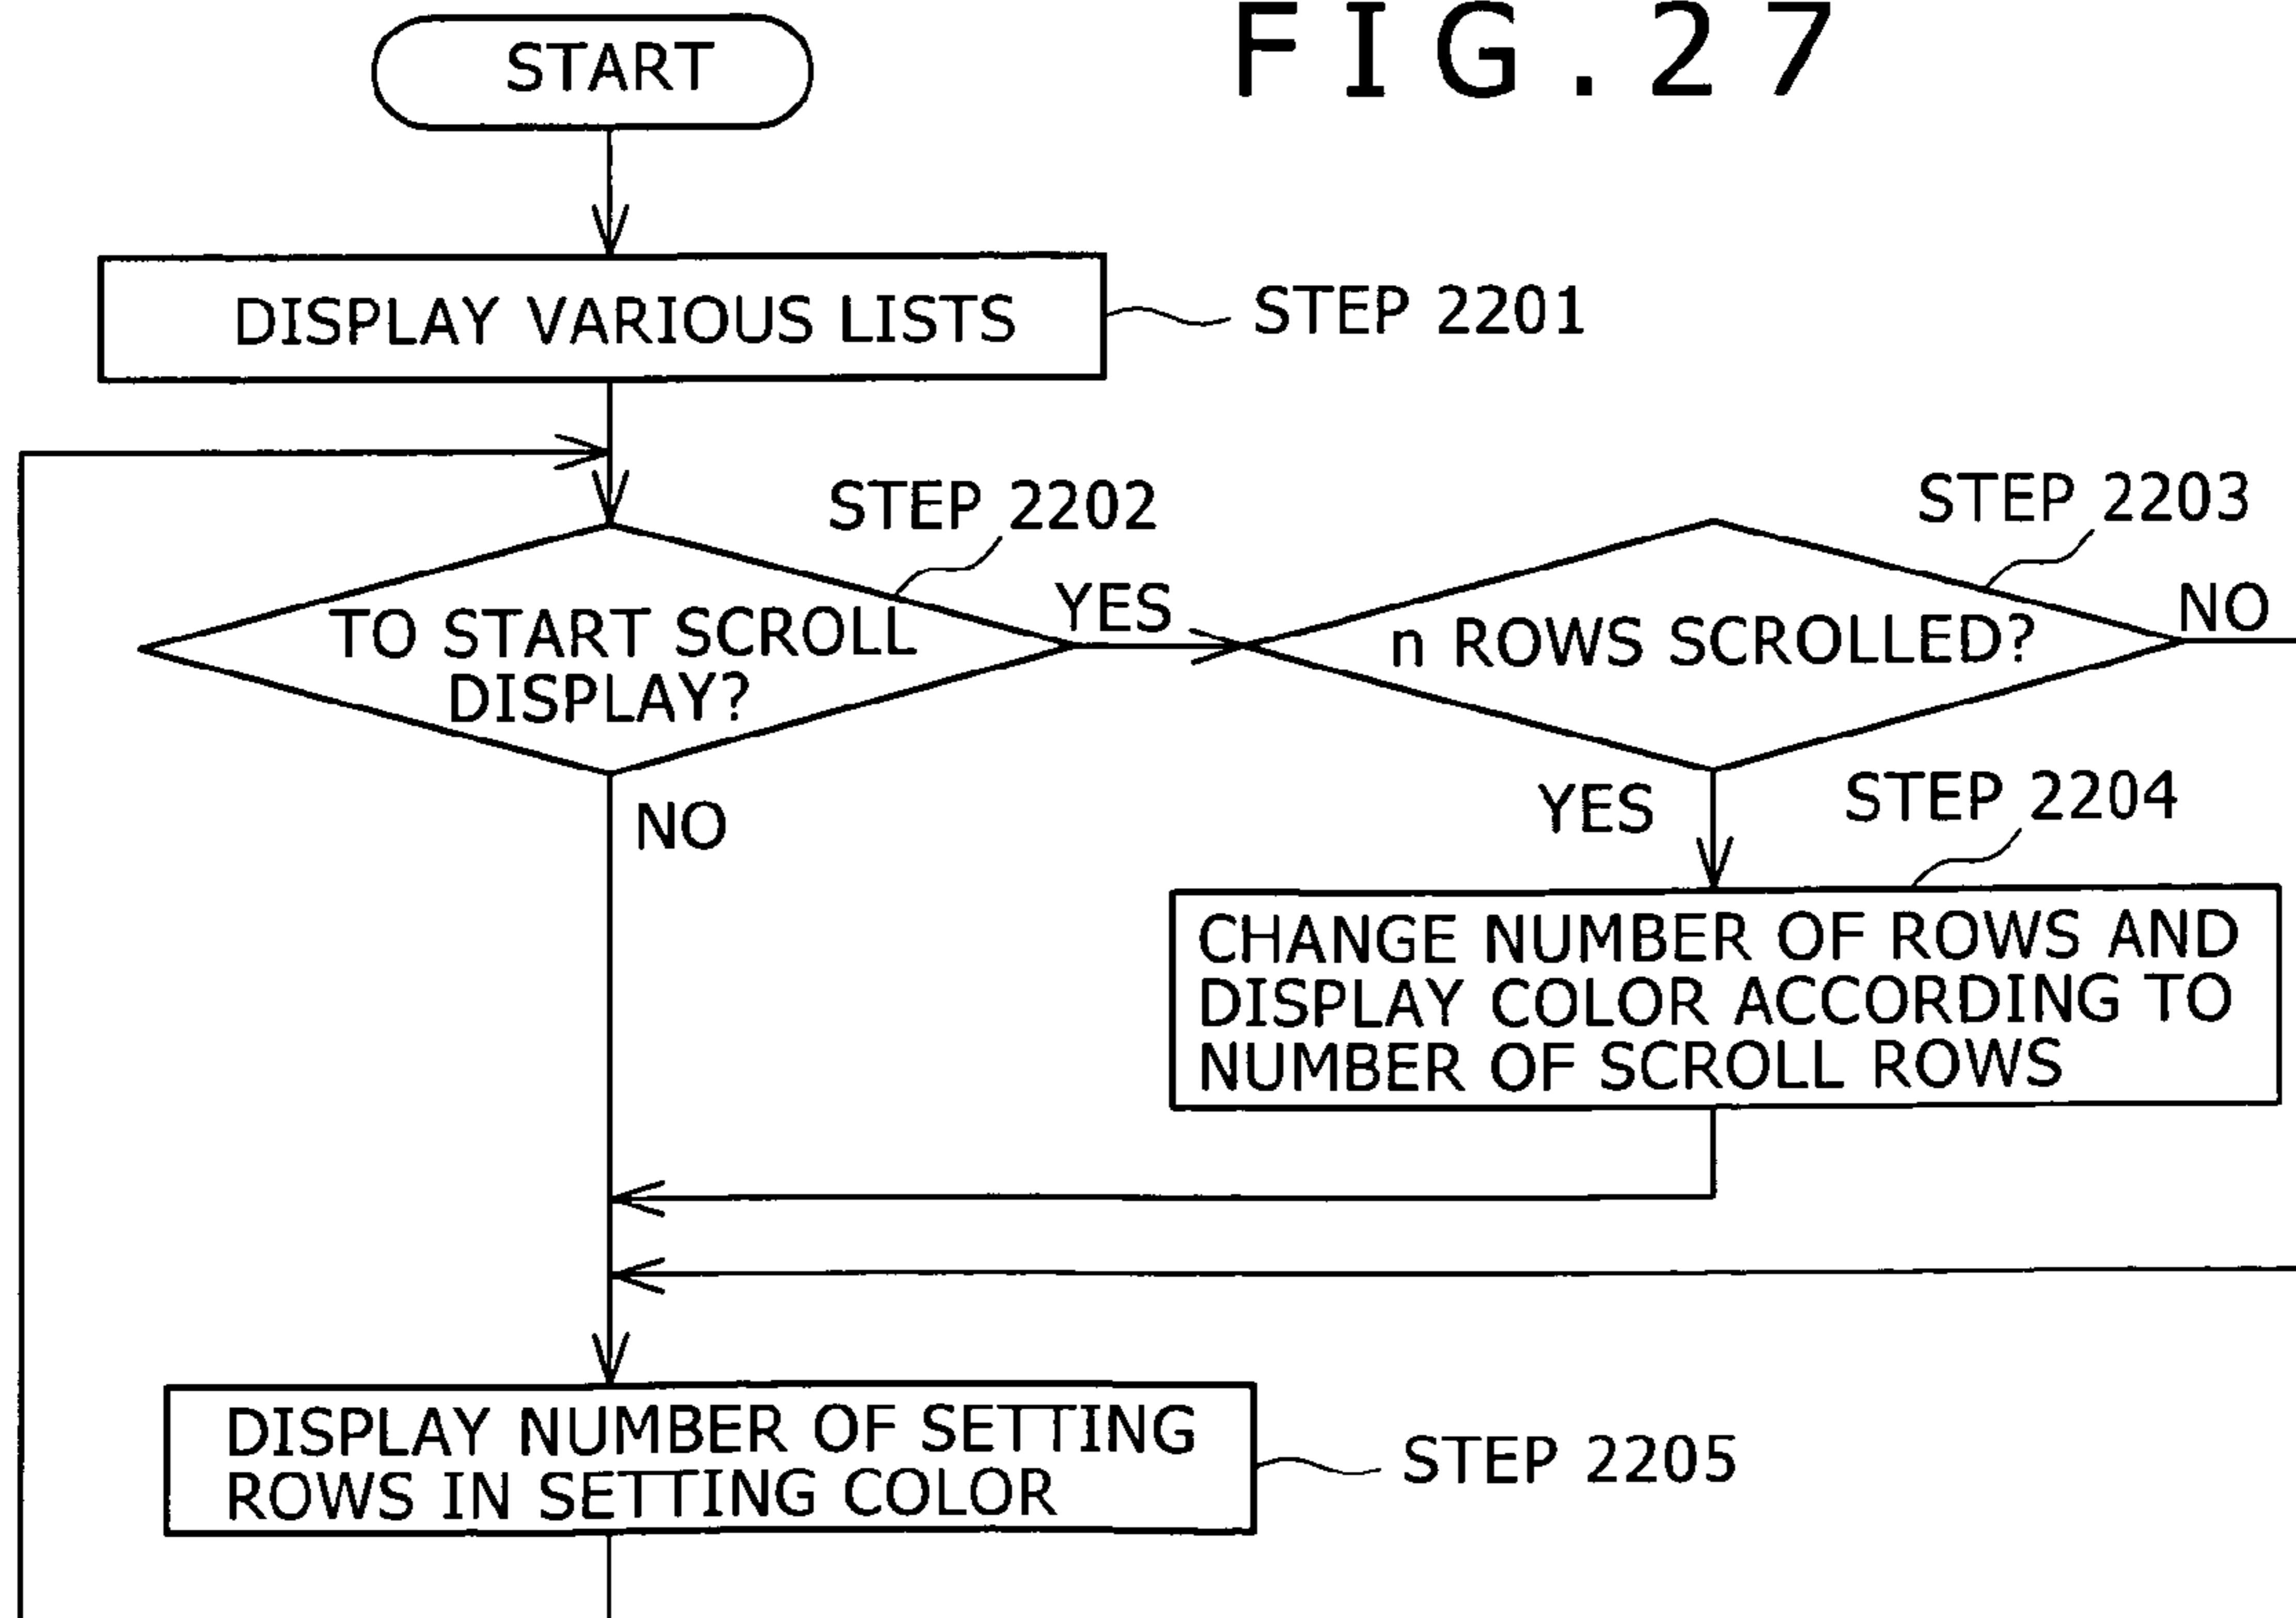 FIG.27
START
DISPLAY VARIOUS LISTS
STEP 2201
STEP 2202
STEP 2203
TO START SCROLL
DISPLAY?
YES
n ROWS SCROLLED?
NO
NO
YES
STEP 2204
CHANGE NUMBER OF ROWS AND
DISPLAY COLOR ACCORDING TO
NUMBER OF SCROLL ROWS
DISPLAY NUMBER OF SETTING
ROWS IN SETTING COLOR
STEP 2205